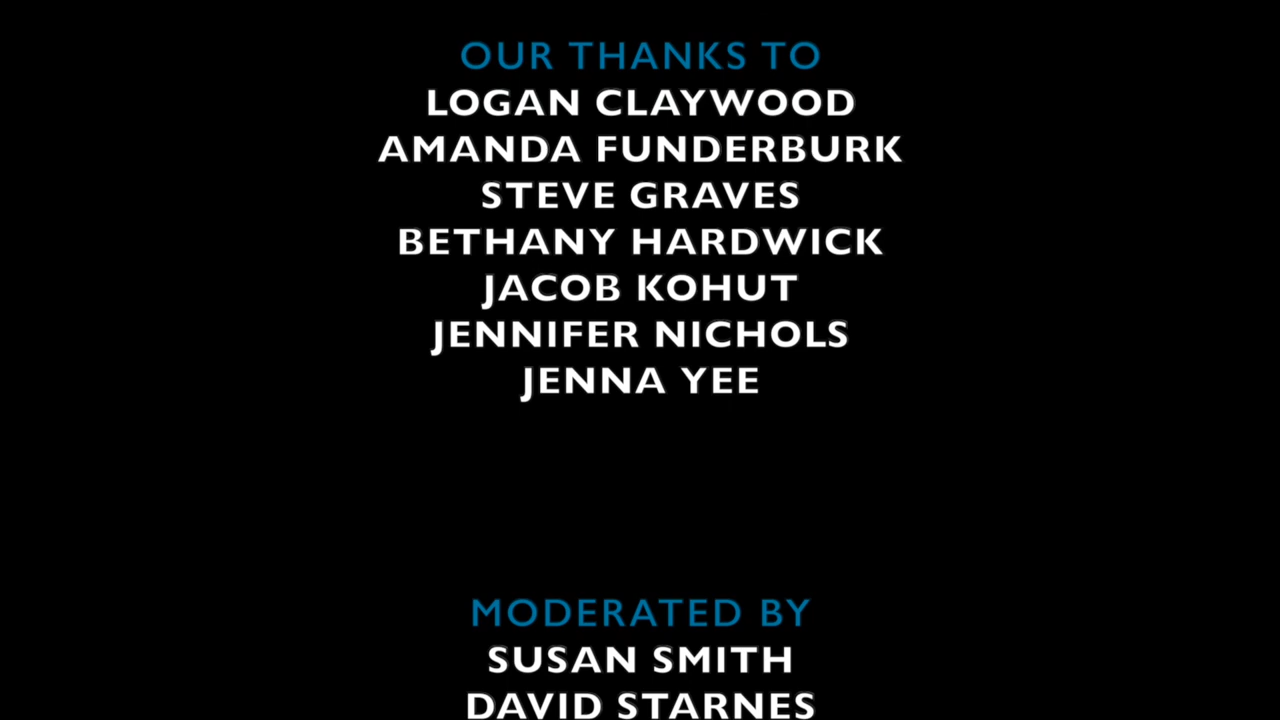 OUR THANKS TO
LOGAN CLAYWOOD
AMANDA FUNDERBURK
STEVE GRAVES
BETHANY HARDWICK
JACOB KOHUT
JENNIFER NICHOLS
JENNA YEE
MODERATED BY
SUSAN SMITH
DAVID STARNES